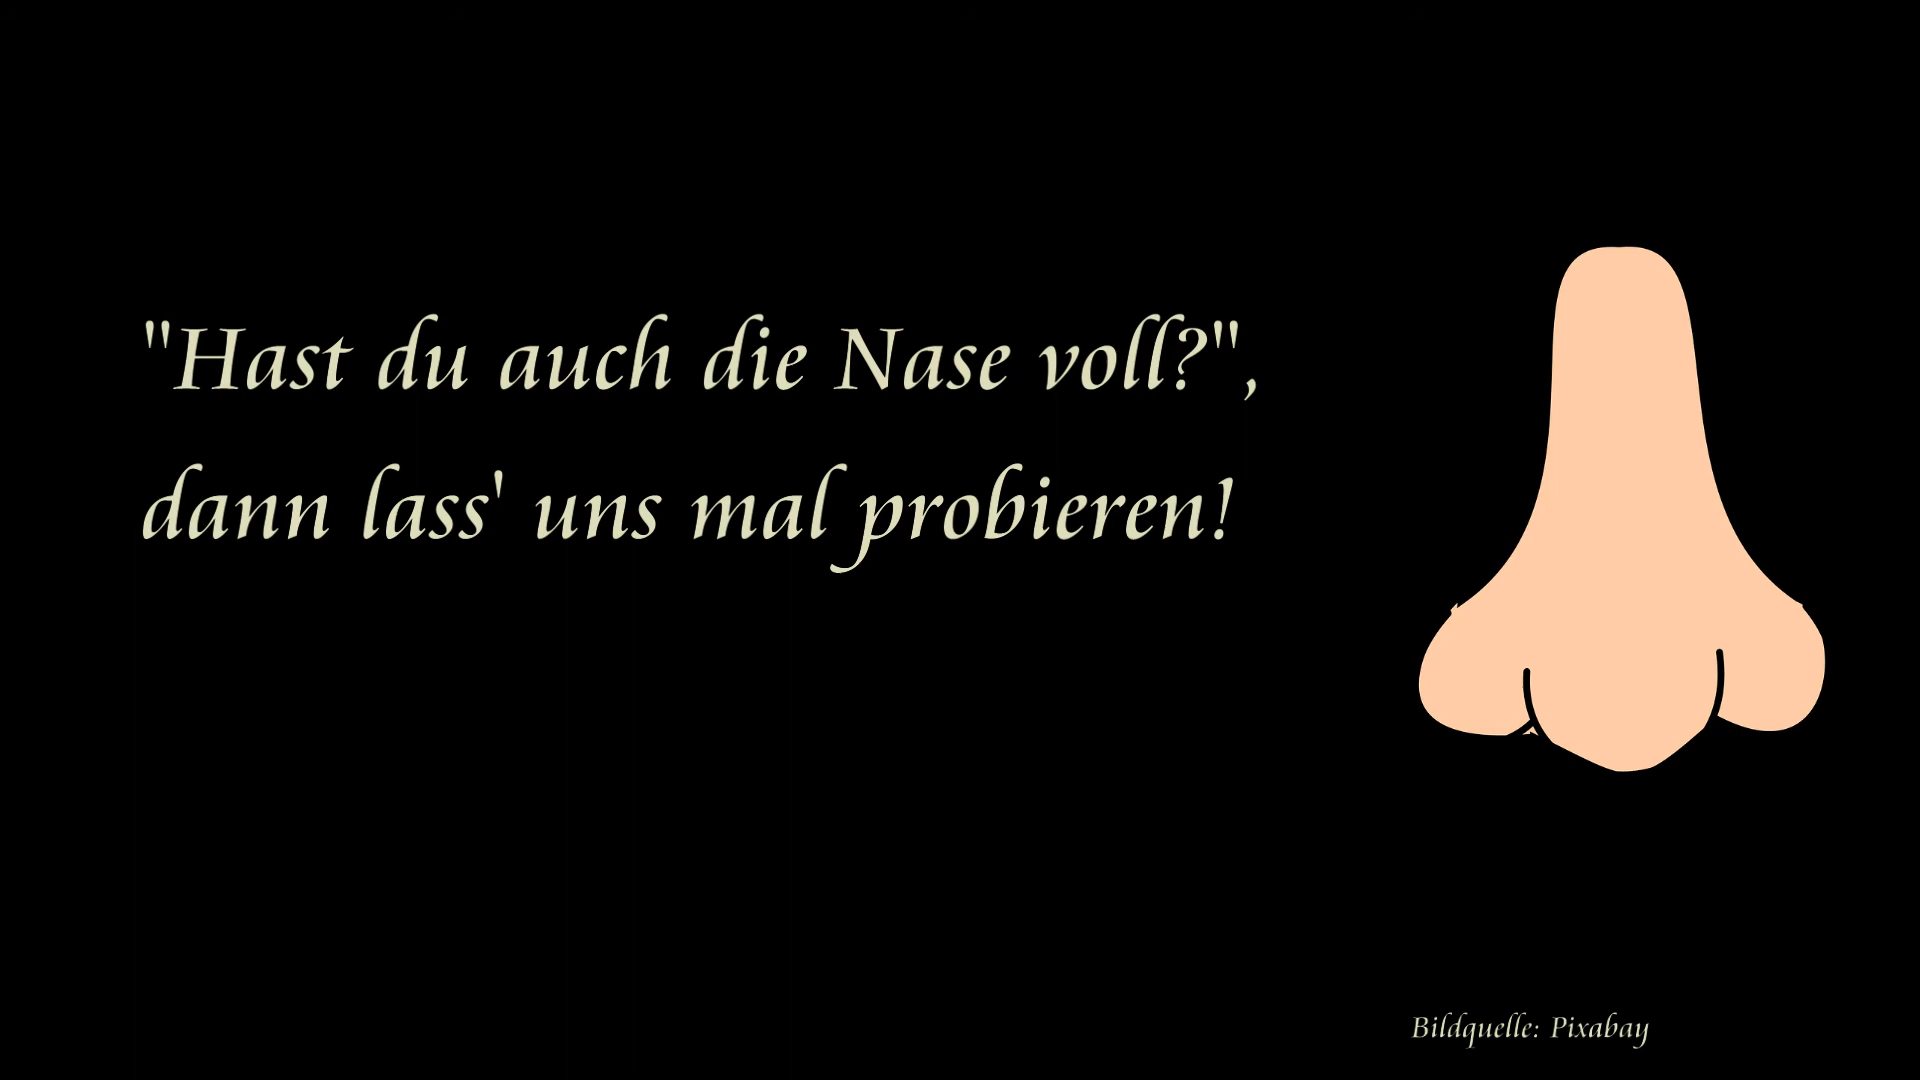 "Hast du auch die Nase voll?",
dann lass' uns mal probieren!
Bildquelle: Pixabay